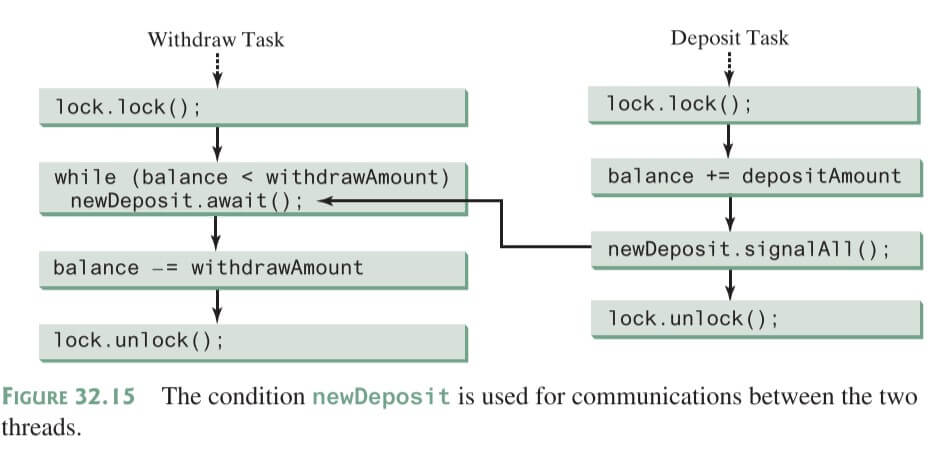 Withdraw Task
lock.lock();
while (balance < withdrawAmount)
newDeposit.await();
balance -= withdrawAmount
lock.unlock();
Deposit Task
lock.lock();
balance += depositAmount
newDeposit.signalAll();
lock.unlock();
FIGURE 32.15 The condition newDeposit is used for communications between the two
threads.